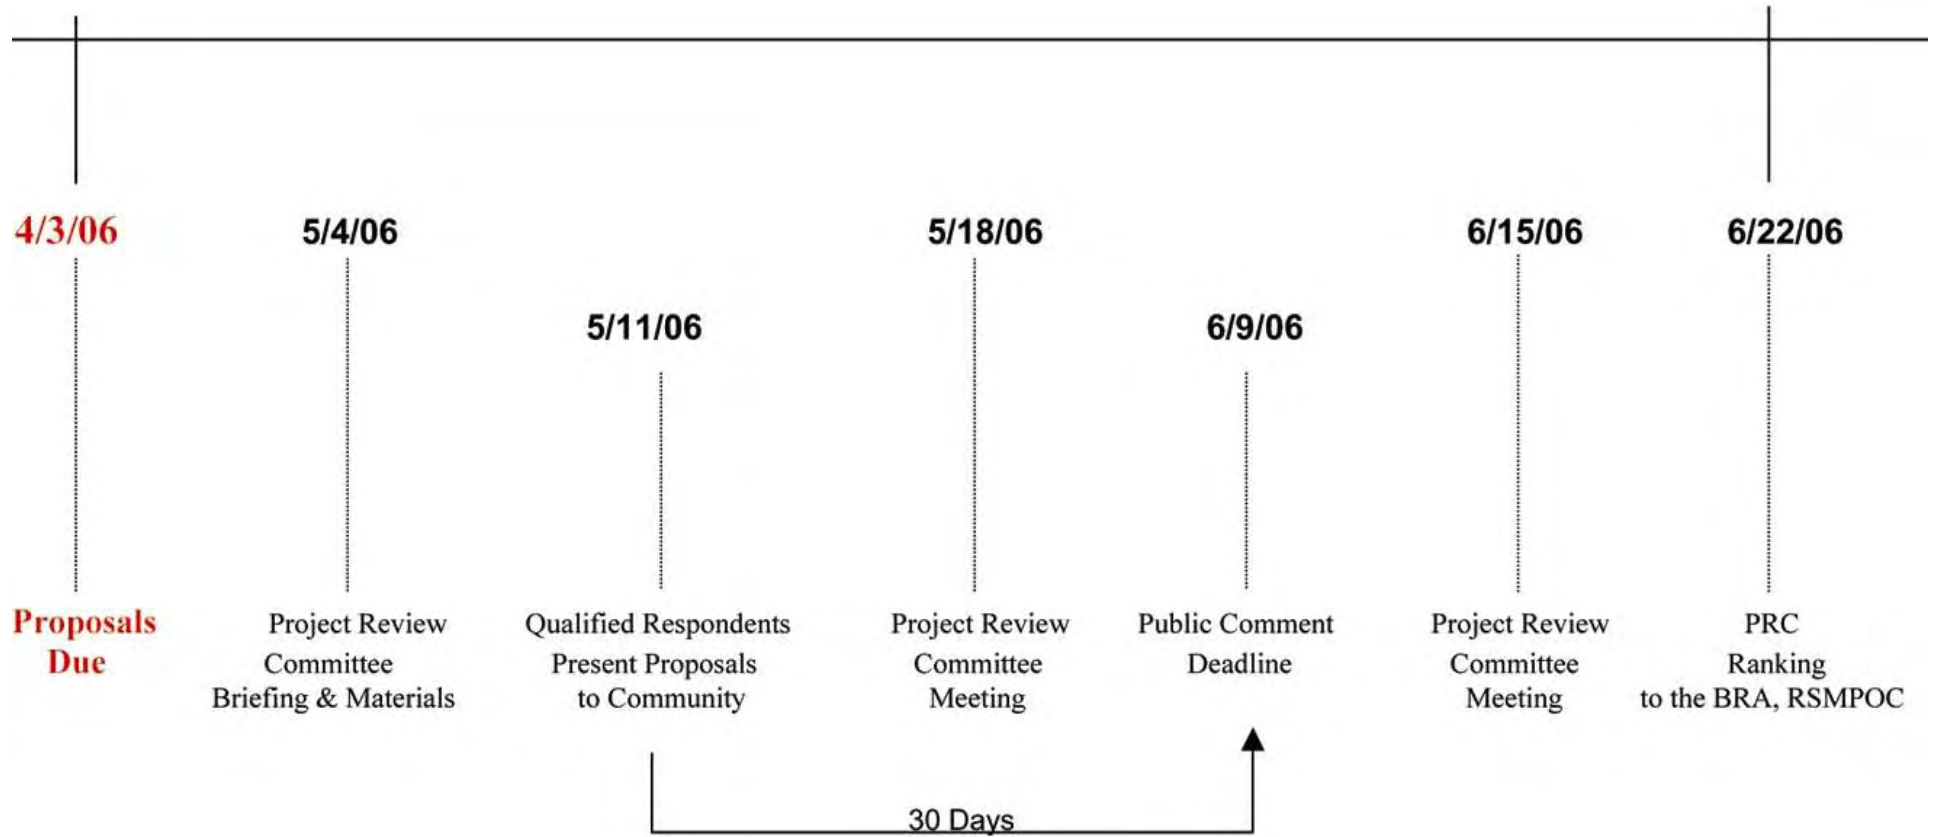 4/3/06
5/4/06
5/18/06
6/15/06
6/22/06
5/11/06
6/9/06
Proposals
Due
Project Review
Committee
Briefing & Materials
Qualified Respondents
Present Proposals
to Community
Project Review
Committee
Meeting
Public Comment
Deadline
Project Review
Committee
Meeting
PRC
Ranking
to the BRA, RSMPOC
30 Days